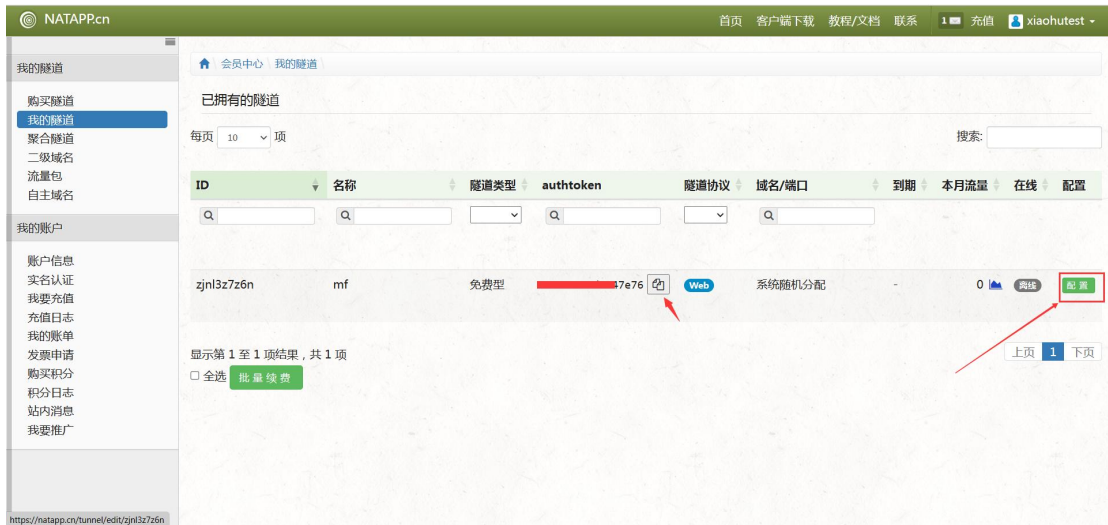 NATAPP.cn
首页 客户端下载 教程/文档 联系 1 充值 xiaohutest
我的隧道
购买隧道
我的隧道
聚合隧道
二级域名
流量包
自主域名
我的账户
账户信息
实名认证
我要充值
充值日志
我的账单
发票申请
购买积分
积分日志
站内消息
我要推广
会员中心 \ 我的隧道 \
已拥有的隧道
每页 10 项
搜索:
ID 名称 隧道类型 authtoken 隧道协议 域名/端口 到期 本月流量 在线 配置
zjnl3z7z6n mf 免费型 47e76 Web 系统随机分配 - 0 离线 配置
显示第 1 至 1 项结果，共 1 项
上页 1 下页
全选 批量续费
https://natapp.cn/tunnel/edit/zjnl3z7z6n